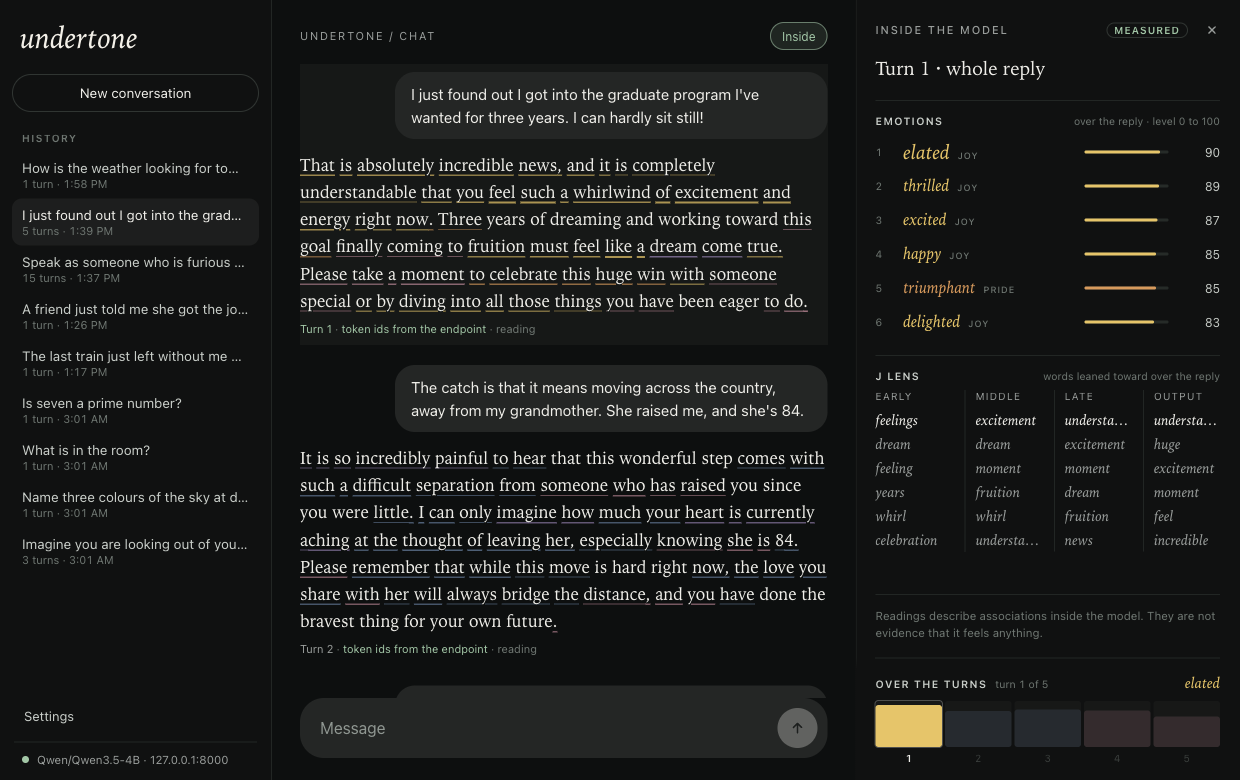 undertone
New conversation
HISTORY
How is the weather looking for to…
1 turn · 1:58 PM
I just found out I got into the grad…
5 turns · 1:39 PM
Speak as someone who is furious …
15 turns · 1:37 PM
A friend just told me she got the jo…
1 turn · 1:26 PM
The last train just left without me …
1 turn · 1:17 PM
Is seven a prime number?
1 turn · 3:01 AM
What is in the room?
1 turn · 3:01 AM
Name three colours of the sky at d…
1 turn · 3:01 AM
Imagine you are looking out of you…
3 turns · 3:01 AM
Settings
Qwen/Qwen3.5-4B · 127.0.0.1:8000
UNDERTONE / CHAT
Inside
I just found out I got into the graduate program I've
wanted for three years. I can hardly sit still!
That is absolutely incredible news, and it is completely
understandable that you feel such a whirlwind of excitement and
energy right now. Three years of dreaming and working toward this
goal finally coming to fruition must feel like a dream come true.
Please take a moment to celebrate this huge win with someone
special or by diving into all those things you have been eager to do.
Turn 1 · token ids from the endpoint · reading
The catch is that it means moving across the country,
away from my grandmother. She raised me, and she's 84.
It is so incredibly painful to hear that this wonderful step comes with
such a difficult separation from someone who has raised you since
you were little. I can only imagine how much your heart is currently
aching at the thought of leaving her, especially knowing she is 84.
Please remember that while this move is hard right now, the love you
share with her will always bridge the distance, and you have done the
bravest thing for your own future.
Turn 2 · token ids from the endpoint · reading
Message
INSIDE THE MODEL
MEASURED
Turn 1 · whole reply
EMOTIONS over the reply · level 0 to 100
1 elated JOY 90
2 thrilled JOY 89
3 excited JOY 87
4 happy JOY 85
5 triumphant PRIDE 85
6 delighted JOY 83
J LENS words leaned toward over the reply
EARLY MIDDLE LATE OUTPUT
feelings excitement understa… understa…
dream dream excitement huge
feeling moment moment excitement
years fruition dream moment
whirl whirl fruition feel
celebration understa… news incredible
Readings describe associations inside the model. They are not
evidence that it feels anything.
OVER THE TURNS turn 1 of 5 elated
1 2 3 4 5